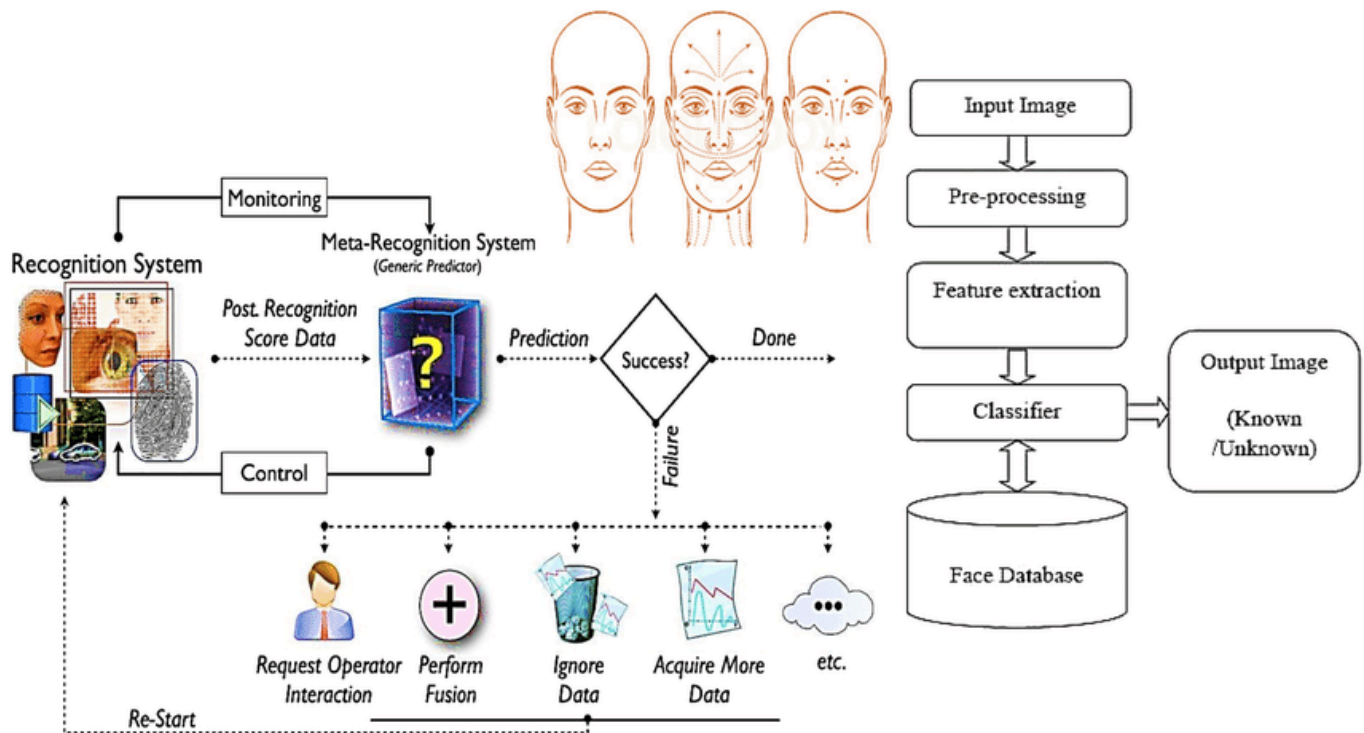 Monitoring
Recognition System
Meta-Recognition System
(Generic Predictor)
Post. Recognition
Score Data
Prediction
Success?
Done
Control
Failure
Request Operator
Interaction
Perform
Fusion
Ignore
Data
Acquire More
Data
etc.
Re-Start
Input Image
Pre-processing
Feature extraction
Classifier
Output Image
(Known
/Unknown)
Face Database
?